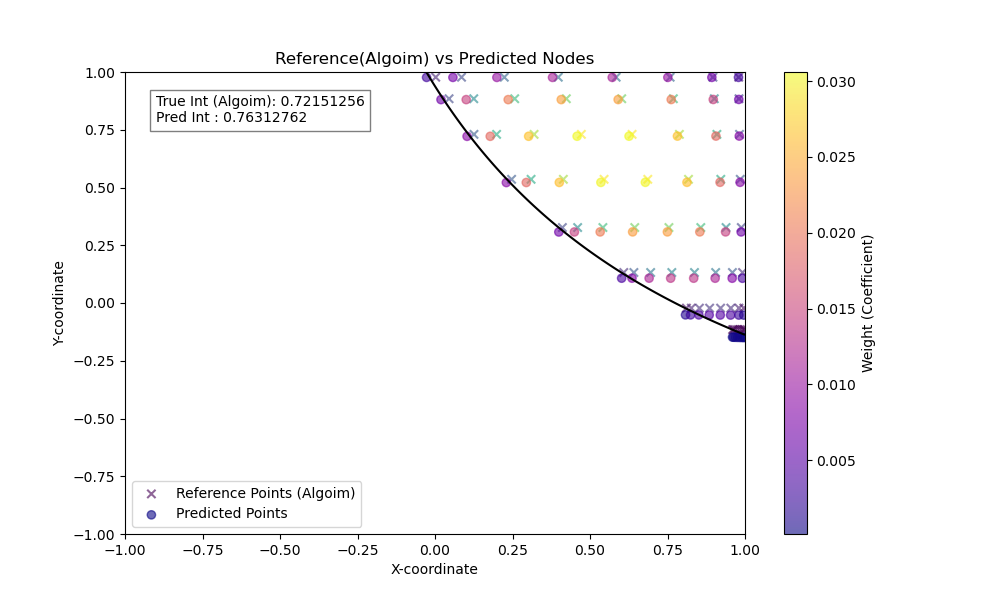 Reference(Algoim) vs Predicted Nodes
True Int (Algoim): 0.72151256
Pred Int : 0.76312762
1.00
0.75
0.50
0.25
0.00
−0.25
−0.50
−0.75
−1.00
Y-coordinate
Reference Points (Algoim)
Predicted Points
−1.00 −0.75 −0.50 −0.25 0.00 0.25 0.50 0.75 1.00
X-coordinate
0.030
0.025
0.020
0.015
0.010
0.005
Weight (Coefficient)